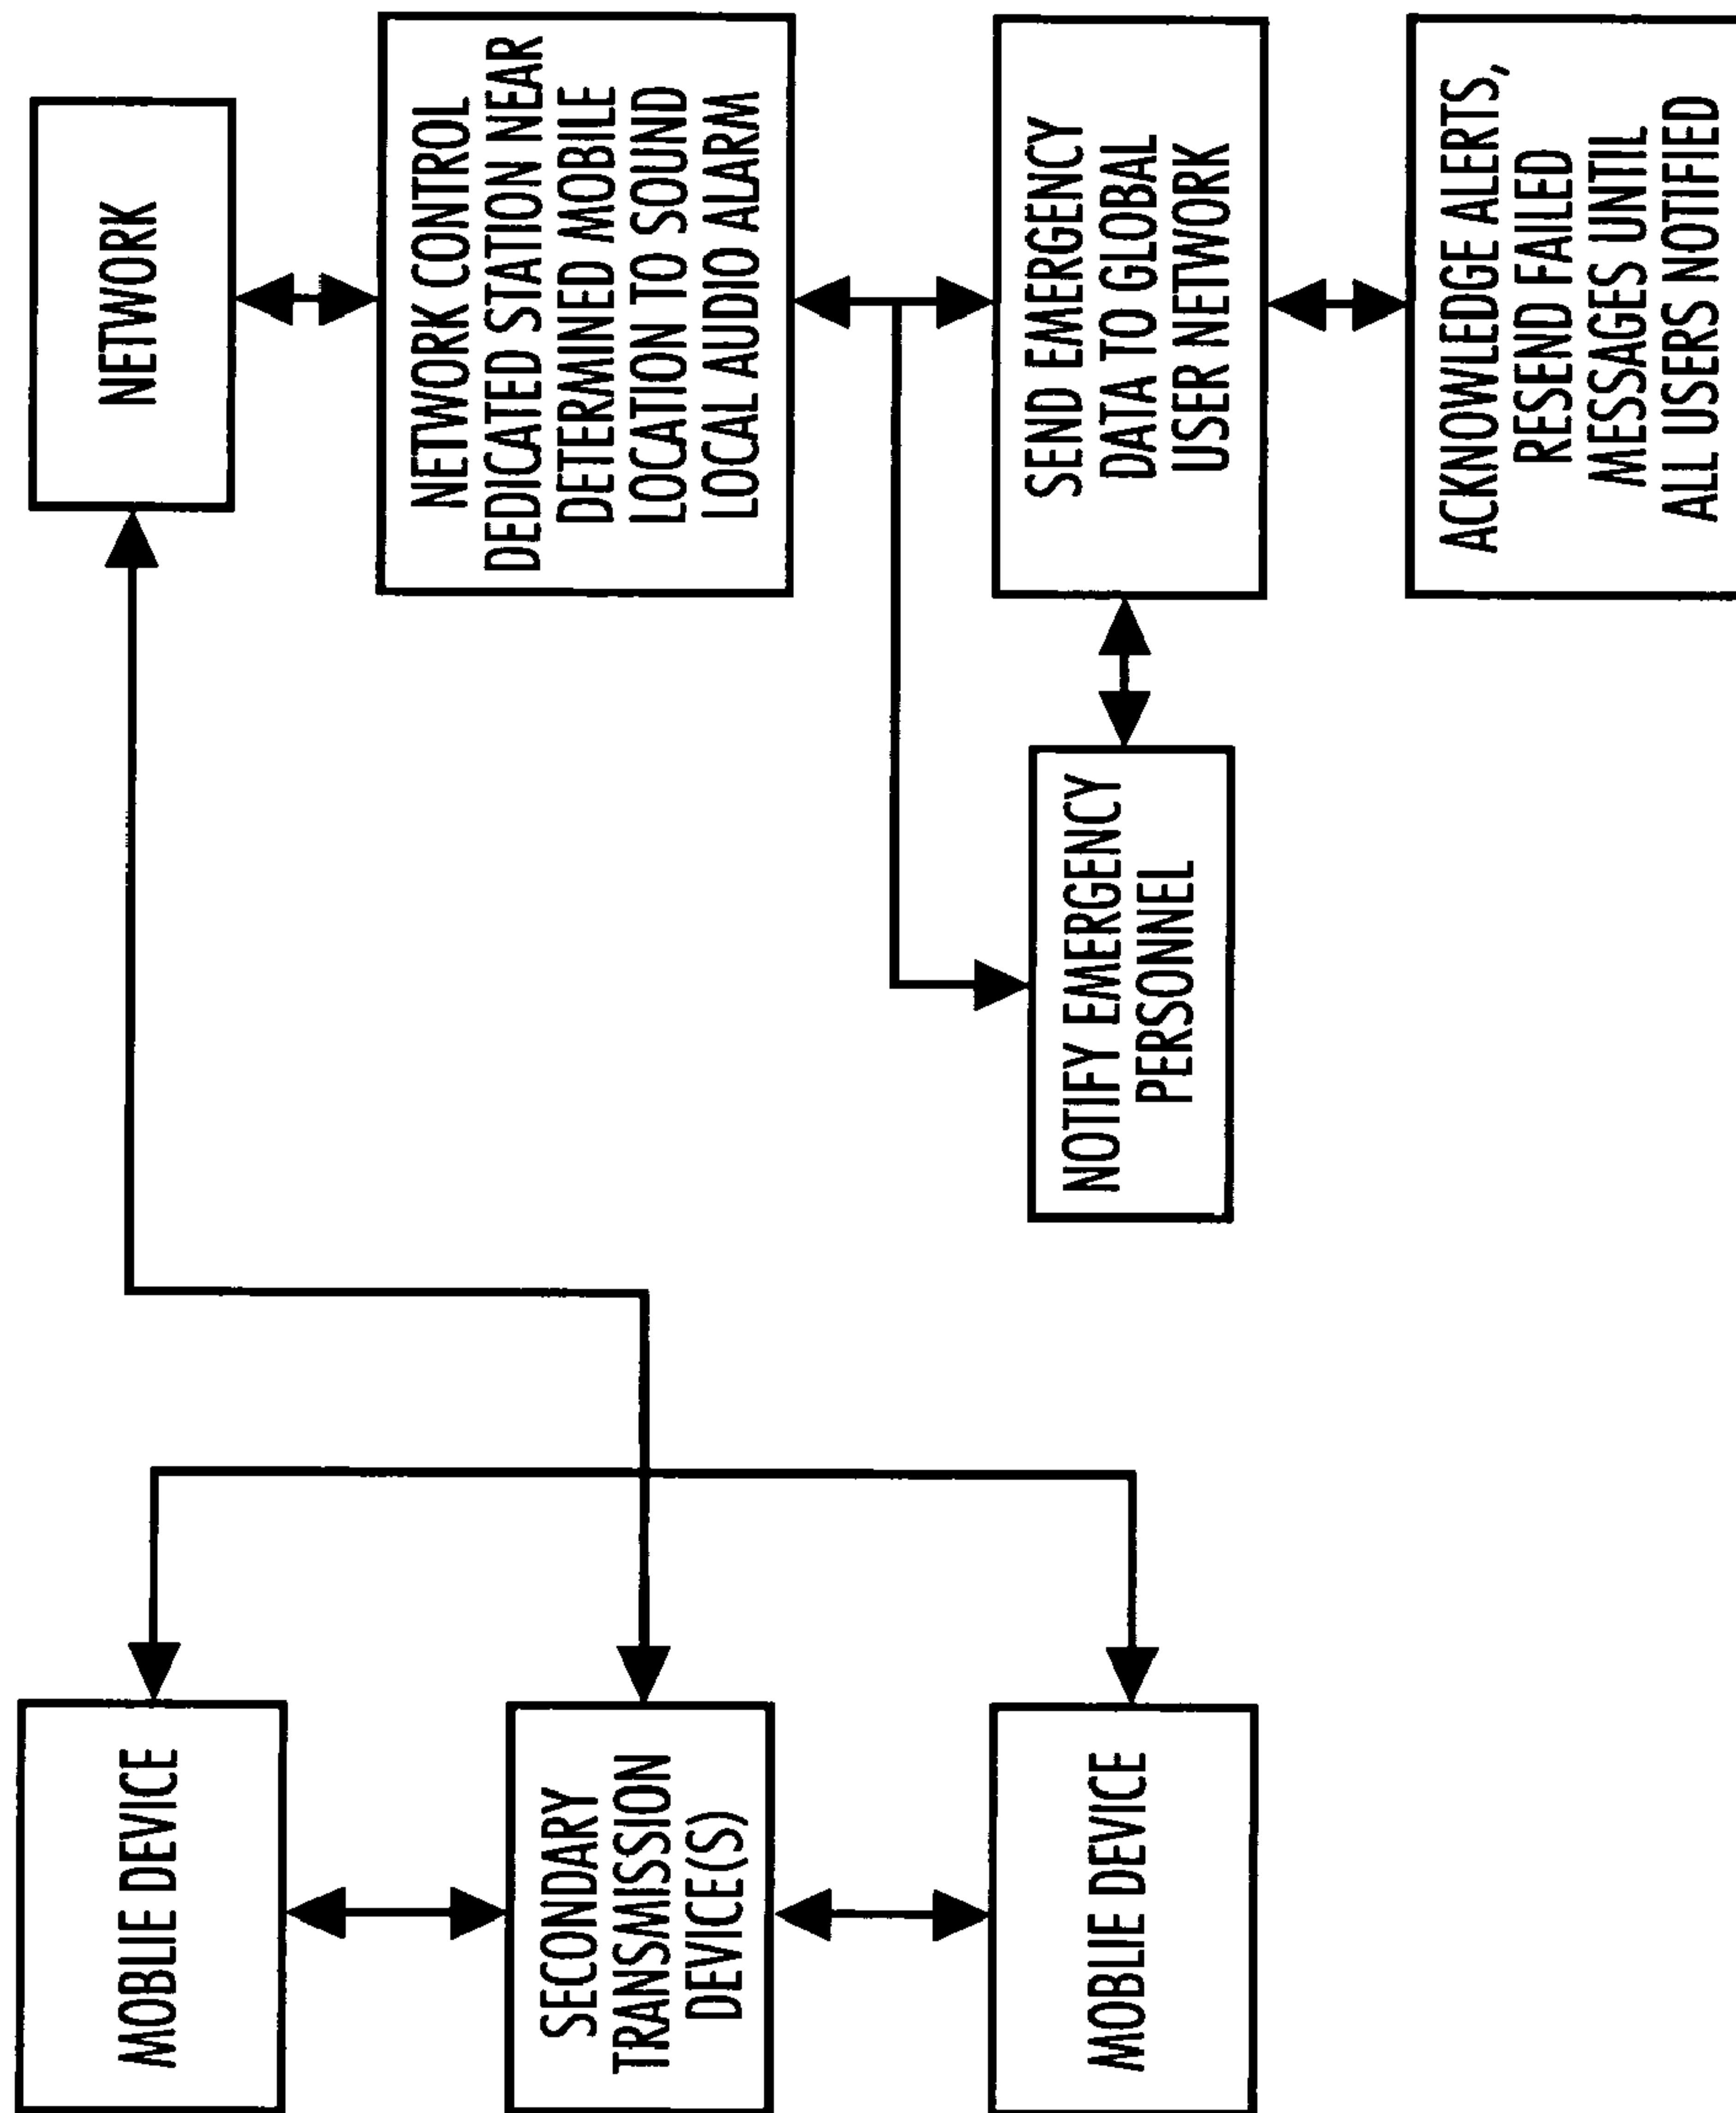 MOBLIE DEVICE
SECONDARY
TRANSMISSION
DEVICE(S)
MOBLIE DEVICE
NETWORK
NETWORK CONTROL
DEDICATED STATION NEAR
DETERMINED MOBILE
LOCATION TO SOUND
LOCAL AUDIO ALARM
NOTIFY EMERGENCY
PERSONNEL
SEND EMERGENCY
DATA TO GLOBAL
USER NETWORK
ACKNOWLEDGE ALERTS,
RESEND FAILED
MESSAGES UNTIL
ALL USERS NOTIFIED